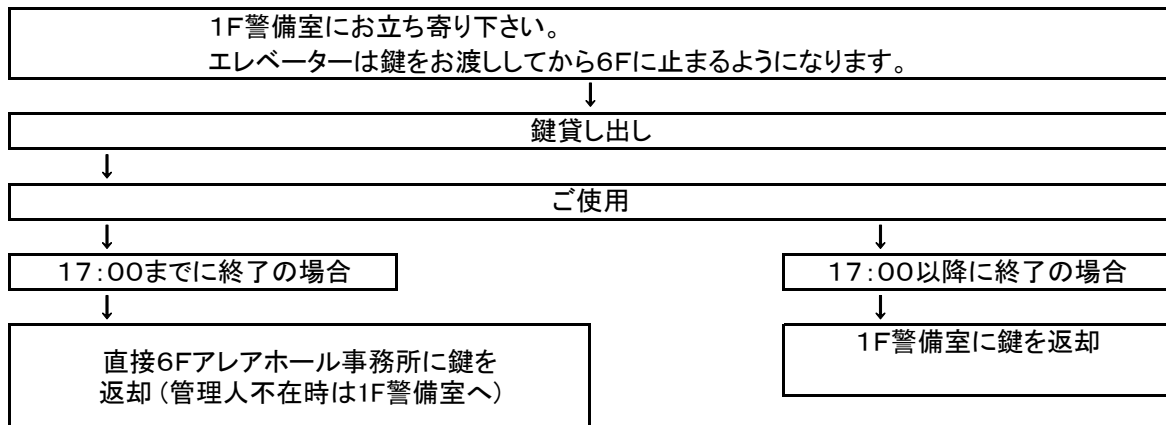 1F警備室にお立ち寄り下さい。
エレベーターは鍵をお渡ししてから6Fに止まるようになります。
↓
鍵貸し出し
↓
ご使用
↓ ↓
17:00までに終了の場合
17:00以降に終了の場合
↓ ↓
直接6Fアレアホール事務所に鍵を
返却(管理人不在時は1F警備室へ)
1F警備室に鍵を返却